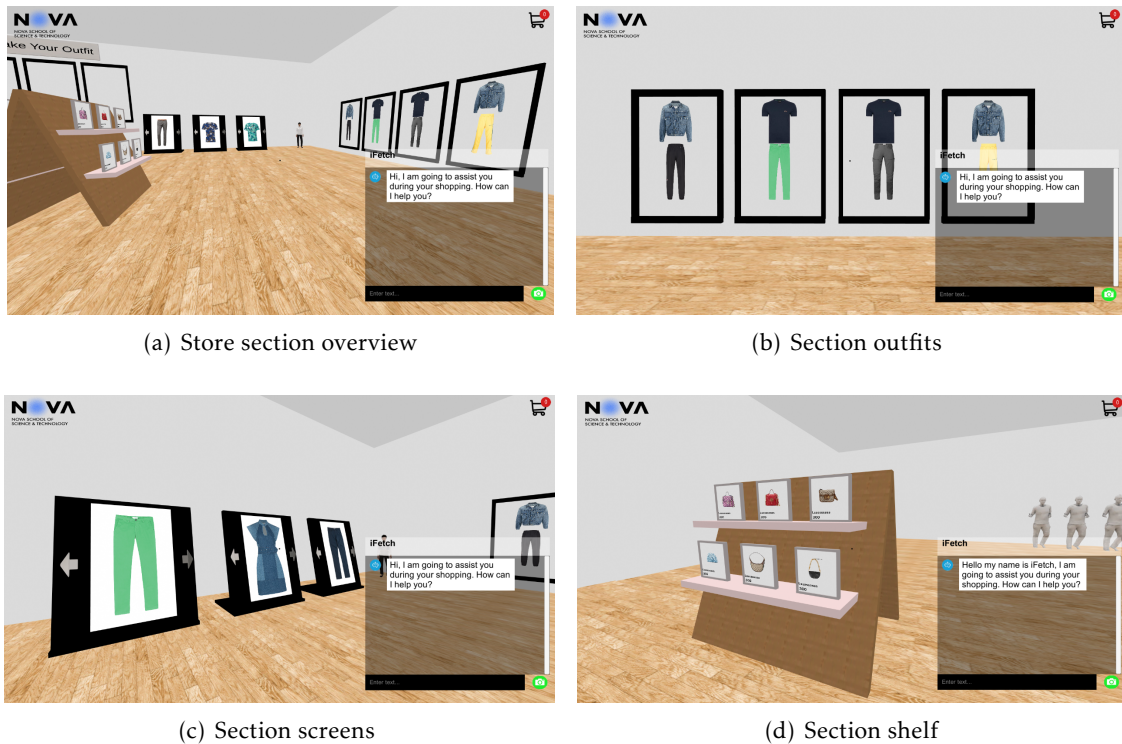 NOVA
NOVA SCHOOL OF
SCIENCE & TECHNOLOGY
0
ake Your Outfit
iFetch
Hi, I am going to assist you
during your shopping. How can
I help you?
Enter text...
(a) Store section overview
NOVA
NOVA SCHOOL OF
SCIENCE & TECHNOLOGY
0
iFetch
Hi, I am going to assist you
during your shopping. How can
I help you?
Enter text...
(b) Section outfits
NOVA
NOVA SCHOOL OF
SCIENCE & TECHNOLOGY
0
iFetch
Hi, I am going to assist you
during your shopping. How can
I help you?
Enter text...
(c) Section screens
NOVA
NOVA SCHOOL OF
SCIENCE & TECHNOLOGY
0
iFetch
Hello my name is iFetch, I am
going to assist you during your
shopping. How can I help you?
Enter text...
(d) Section shelf